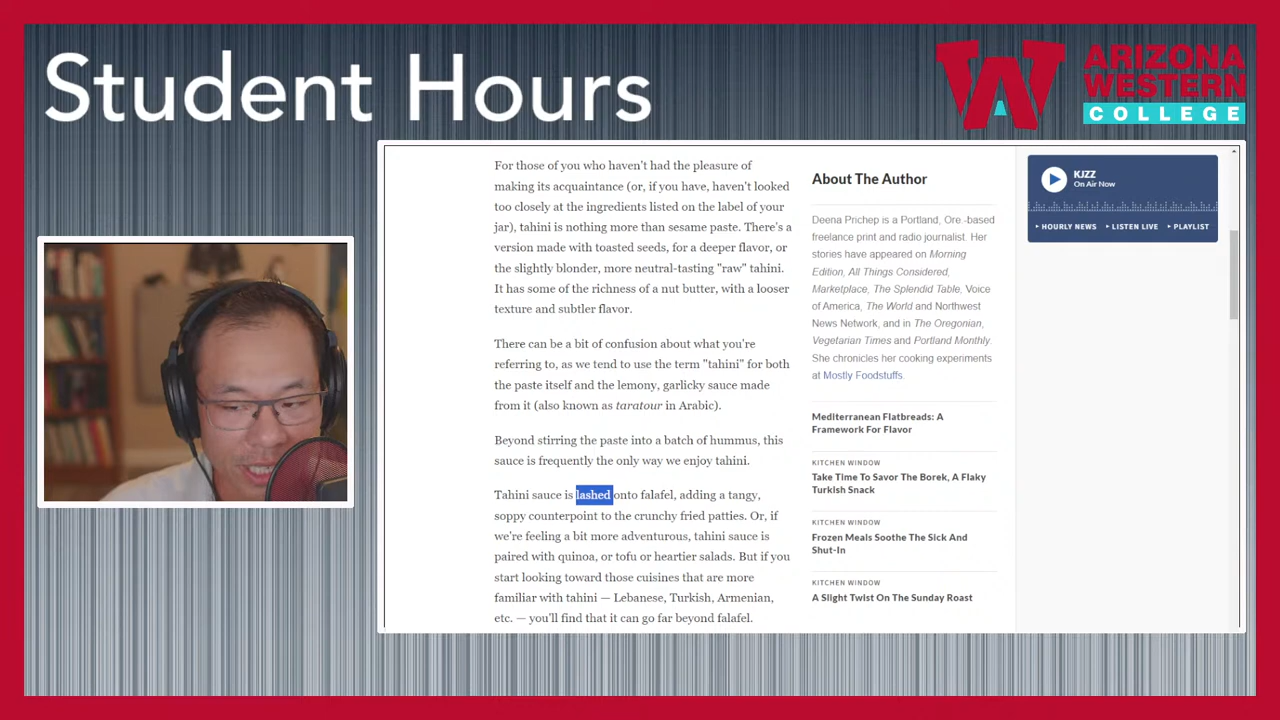 Student Hours
ARIZONA
WESTERN
COLLEGE
For those of you who haven't had the pleasure of
making its acquaintance (or, if you have, haven't looked
too closely at the ingredients listed on the label of your
jar), tahini is nothing more than sesame paste. There's a
version made with toasted seeds, for a deeper flavor, or
the slightly blonder, more neutral-tasting "raw" tahini.
It has some of the richness of a nut butter, with a looser
texture and subtler flavor.
There can be a bit of confusion about what you're
referring to, as we tend to use the term "tahini" for both
the paste itself and the lemony, garlicky sauce made
from it (also known as taratour in Arabic).
Beyond stirring the paste into a batch of hummus, this
sauce is frequently the only way we enjoy tahini.
Tahini sauce is lashed onto falafel, adding a tangy,
soppy counterpoint to the crunchy fried patties. Or, if
we're feeling a bit more adventurous, tahini sauce is
paired with quinoa, or tofu or heartier salads. But if you
start looking toward those cuisines that are more
familiar with tahini — Lebanese, Turkish, Armenian,
etc. — you'll find that it can go far beyond falafel.
About The Author
Deena Prichep is a Portland, Ore.-based
freelance print and radio journalist. Her
stories have appeared on Morning
Edition, All Things Considered,
Marketplace, The Splendid Table, Voice
of America, The World and Northwest
News Network, and in The Oregonian,
Vegetarian Times and Portland Monthly.
She chronicles her cooking experiments
at Mostly Foodstuffs.
Mediterranean Flatbreads: A
Framework For Flavor
KITCHEN WINDOW
Take Time To Savor The Borek, A Flaky
Turkish Snack
KITCHEN WINDOW
Frozen Meals Soothe The Sick And
Shut-In
KITCHEN WINDOW
A Slight Twist On The Sunday Roast
KJZZ
On Air Now
HOURLY NEWS LISTEN LIVE PLAYLIST